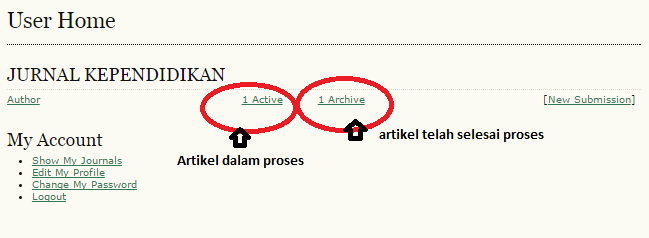 User Home
JURNAL KEPENDIDIKAN
Author 1 Active 1 Archive [New Submission]
artikel telah selesai proses
My Account
Artikel dalam proses
Show My Journals
Edit My Profile
Change My Password
Logout